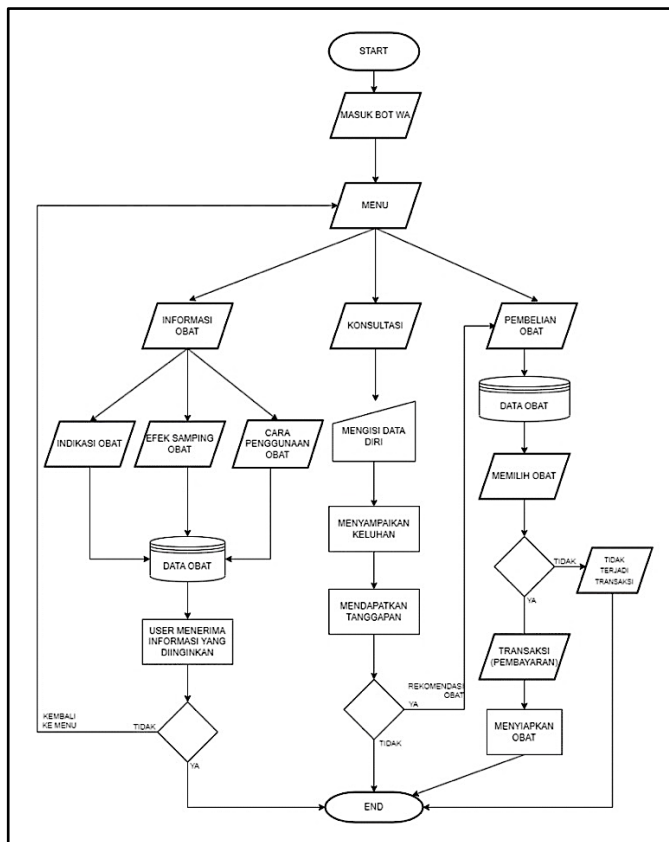 START
MASUK BOT WA
MENU
INFORMASI
OBAT
KONSULTASI
PEMBELIAN
OBAT
INDIKASI OBAT
EFEK SAMPING
OBAT
CARA
PENGGUNAAN
OBAT
MENGISI DATA
DIRI
DATA OBAT
MEMILIH OBAT
MENYAMPAIKAN
KELUHAN
DATA OBAT
TIDAK
TIDAK
TERJADI
TRANSAKSI
YA
MENDAPATKAN
TANGGAPAN
USER MENERIMA
INFORMASI YANG
DIINGINKAN
TRANSAKSI
(PEMBAYARAN)
REKOMENDASI
OBAT
YA
KEMBALI
KE MENU
TIDAK
YA
TIDAK
MENYIAPKAN
OBAT
END